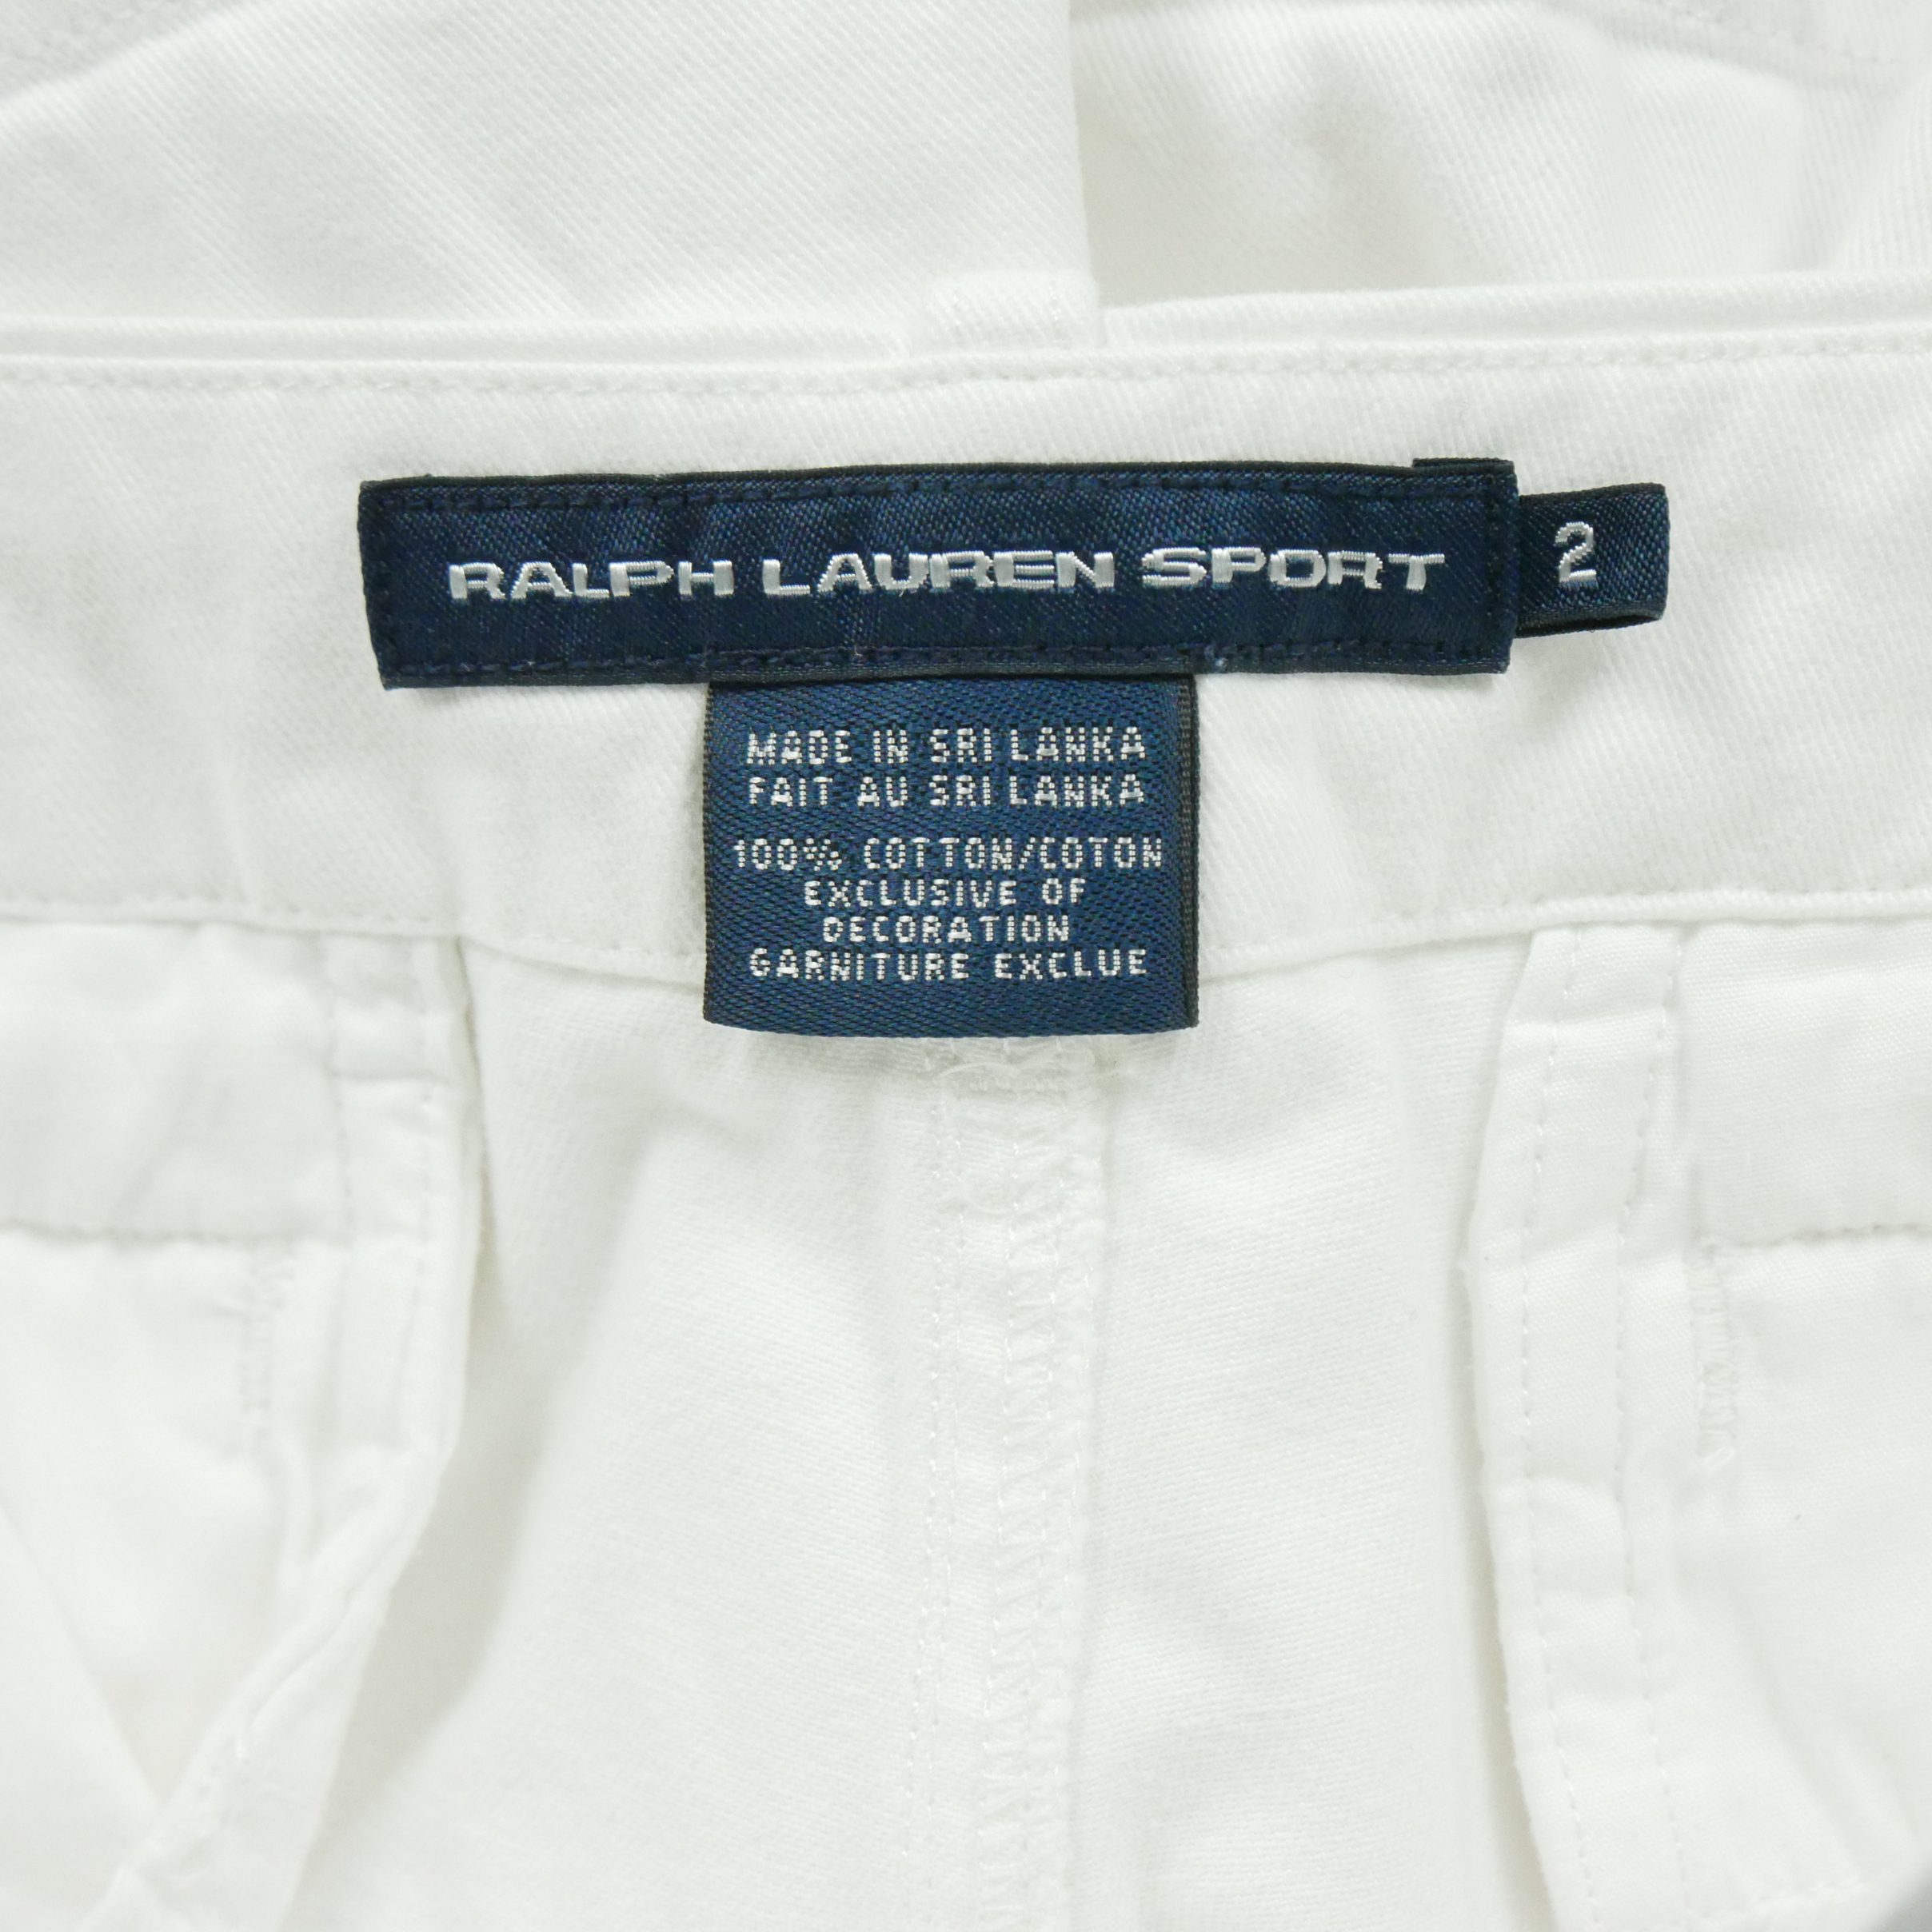 RALPH LAUREN SPORT
2
MADE IN SRI LANKA
FAIT AU SRI LANKA
100% COTTON/COTON
EXCLUSIVE OF
DECORATION
GARNITURE EXCLUE